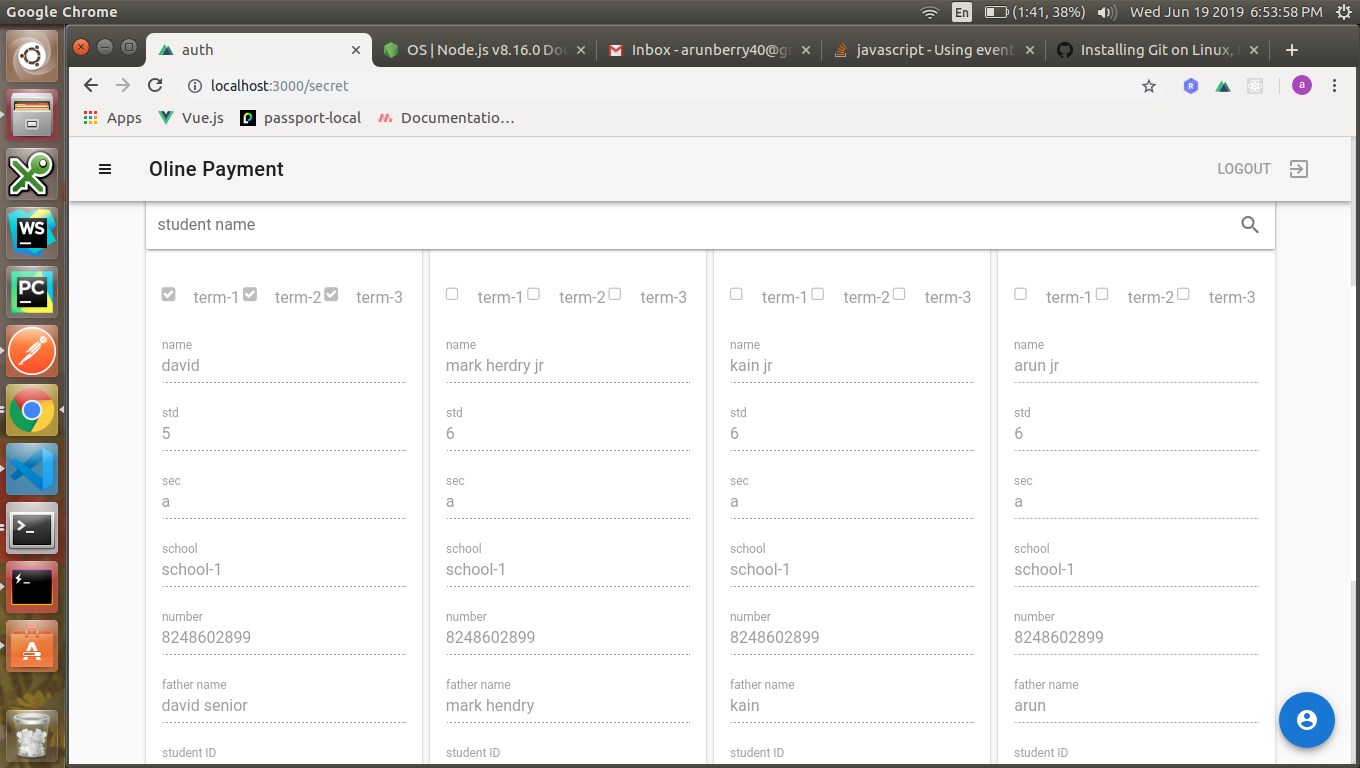 Google Chrome
En (1:41, 38%) Wed Jun 19 2019 6:53:58 PM
auth
OS | Node.js v8.16.0 Do
Inbox - arunberry40@g
javascript - Using event
Installing Git on Linux,
localhost:3000/secret
a
Apps Vue.js passport-local Documentatio...
Oline Payment LOGOUT
student name
term-1 term-2 term-3 term-1 term-2 term-3 term-1 term-2 term-3 term-1 term-2 term-3
name name name name
david mark herdry jr kain jr arun jr
std std std std
5 6 6 6
sec sec sec sec
a a a a
school school school school
school-1 school-1 school-1 school-1
number number number number
8248602899 8248602899 8248602899 8248602899
father name father name father name father name
david senior mark hendry kain arun
student ID student ID student ID student ID
WS
PC